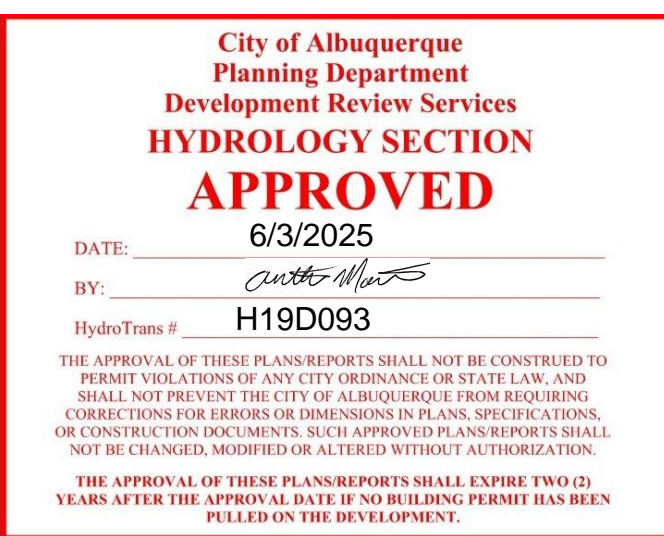 City of Albuquerque
Planning Department
Development Review Services
HYDROLOGY SECTION
APPROVED
DATE: 6/3/2025
BY:
HydroTrans # H19D093
THE APPROVAL OF THESE PLANS/REPORTS SHALL NOT BE CONSTRUED TO
PERMIT VIOLATIONS OF ANY CITY ORDINANCE OR STATE LAW, AND
SHALL NOT PREVENT THE CITY OF ALBUQUERQUE FROM REQUIRING
CORRECTIONS FOR ERRORS OR DIMENSIONS IN PLANS, SPECIFICATIONS,
OR CONSTRUCTION DOCUMENTS. SUCH APPROVED PLANS/REPORTS SHALL
NOT BE CHANGED, MODIFIED OR ALTERED WITHOUT AUTHORIZATION.
THE APPROVAL OF THESE PLANS/REPORTS SHALL EXPIRE TWO (2)
YEARS AFTER THE APPROVAL DATE IF NO BUILDING PERMIT HAS BEEN
PULLED ON THE DEVELOPMENT.